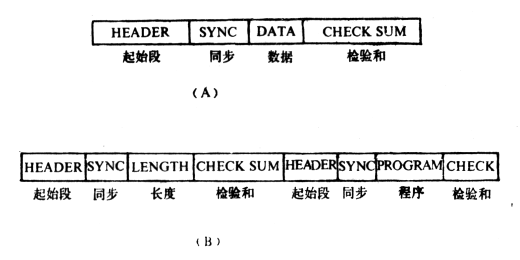 HEADER SYNC DATA CHECK SUM
起始段 同步 数据 检验和
(A)
HEADER SYNC LENGTH CHECK SUM HEADER SYNC PROGRAM CHECK
起始段 同步 长度 检验和 起始段 同步 程序 检验和
(B)